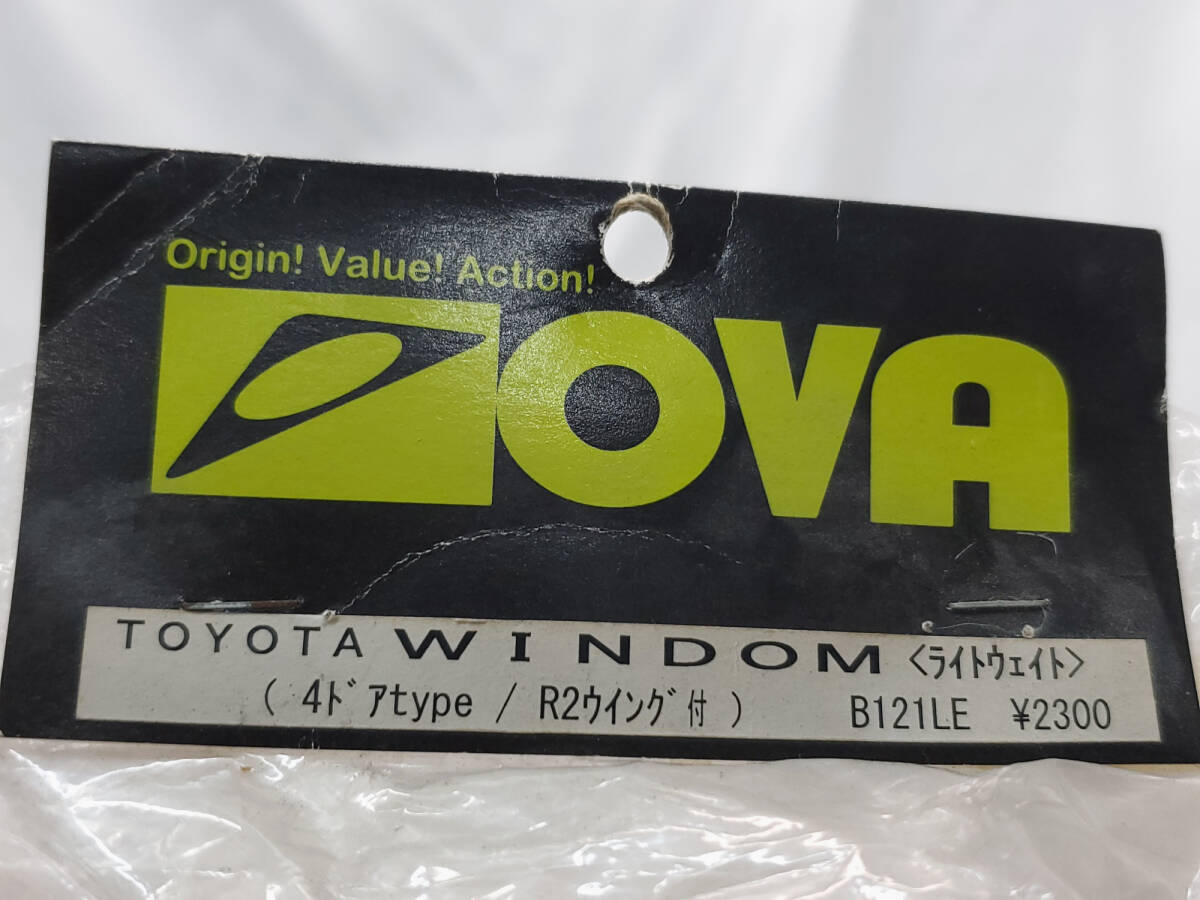 Origin! Value! Action!
OVA
TOYOTA WINDOM <ﾗｲﾄｳｪｲﾄ>
( 4ﾄﾞｱtype / R2ｳｲﾝｸﾞ付 ) B121LE ¥2300